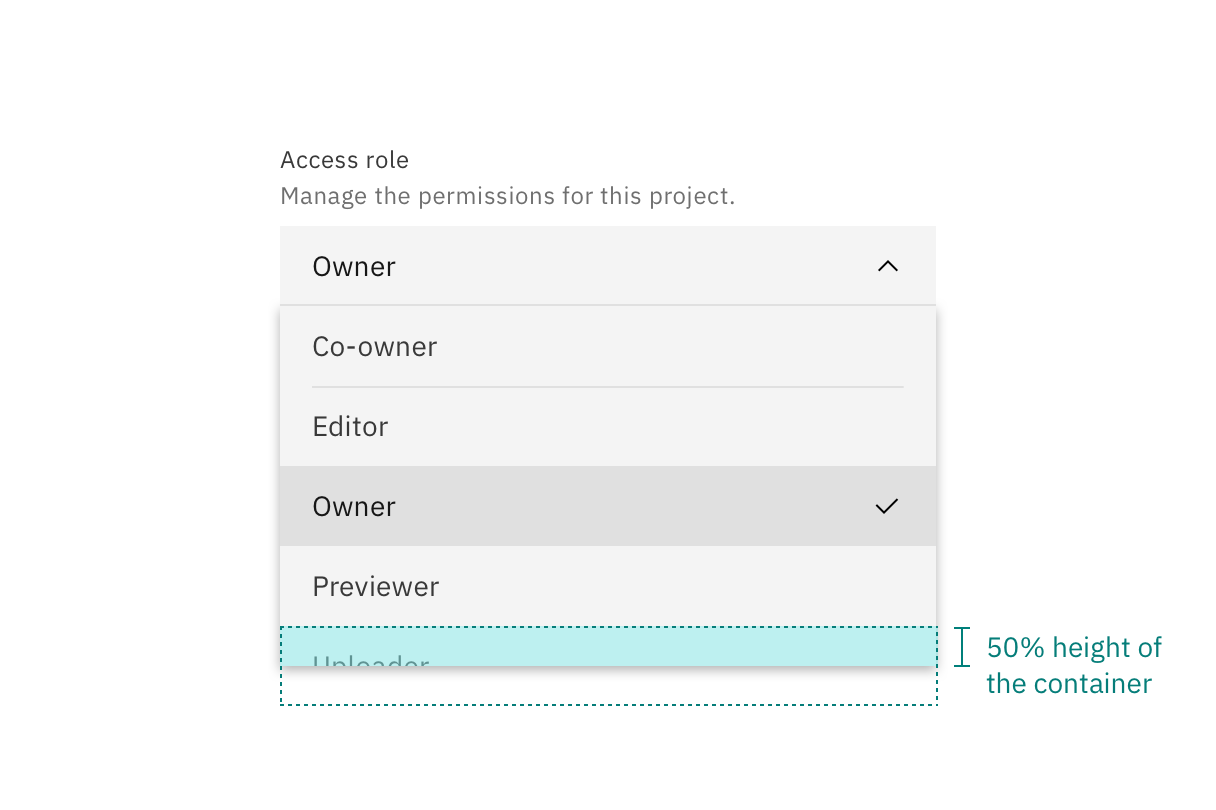 Access role
Manage the permissions for this project.
Owner
Co-owner
Editor
Owner
Previewer
Uploader
50% height of
the container